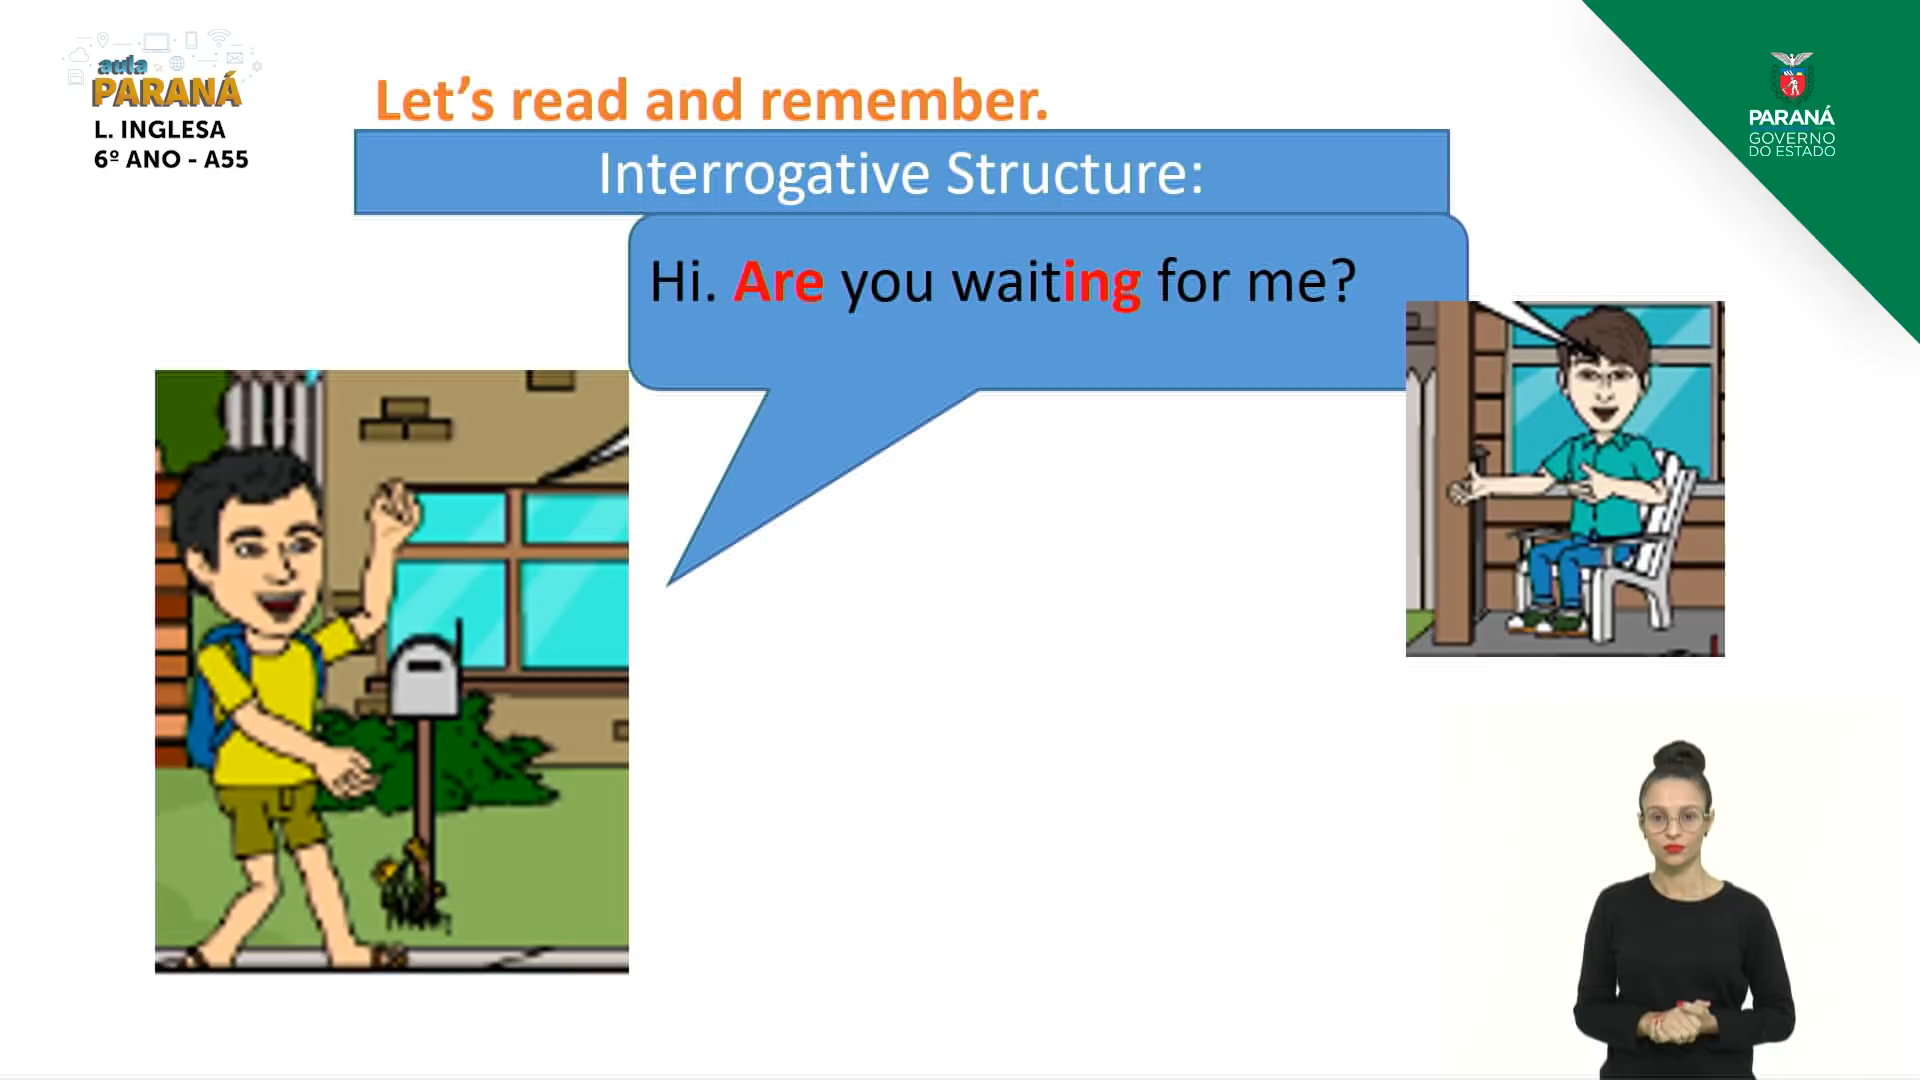 aula
PARANÁ
L. INGLESA
6º ANO - A55
Let's read and remember.
Interrogative Structure:
Hi. Are you waiting for me?
PARANÁ
GOVERNO
DO ESTADO